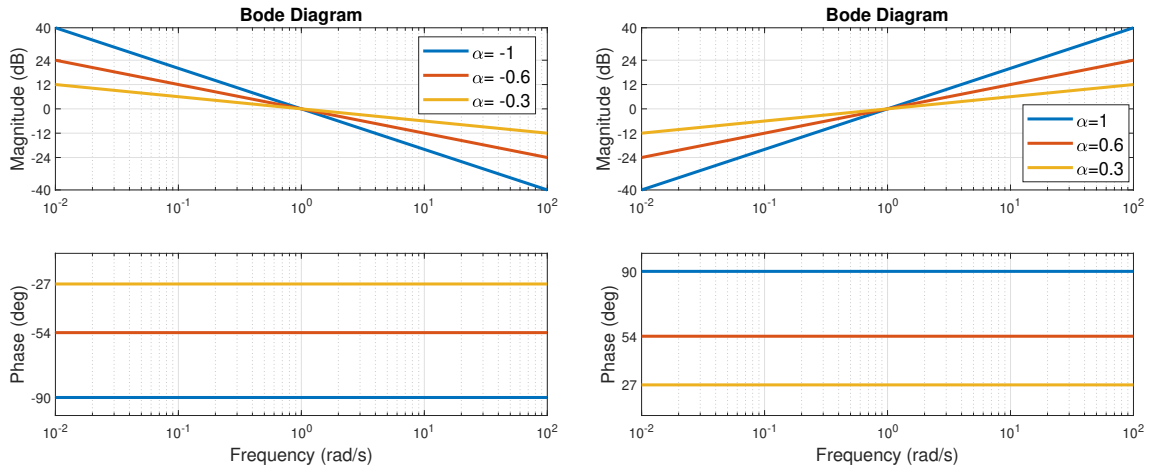 Bode Diagram
Magnitude (dB)
40
24
12
0
-12
-24
-40
α= -1
α= -0.6
α= -0.3
10^-2
10^-1
10^0
10^1
10^2
Phase (deg)
-27
-54
-90
10^-2
10^-1
10^0
10^1
10^2
Frequency (rad/s)
Bode Diagram
Magnitude (dB)
40
24
12
0
-12
-24
-40
α=1
α=0.6
α=0.3
10^-2
10^-1
10^0
10^1
10^2
Phase (deg)
90
54
27
10^-2
10^-1
10^0
10^1
10^2
Frequency (rad/s)